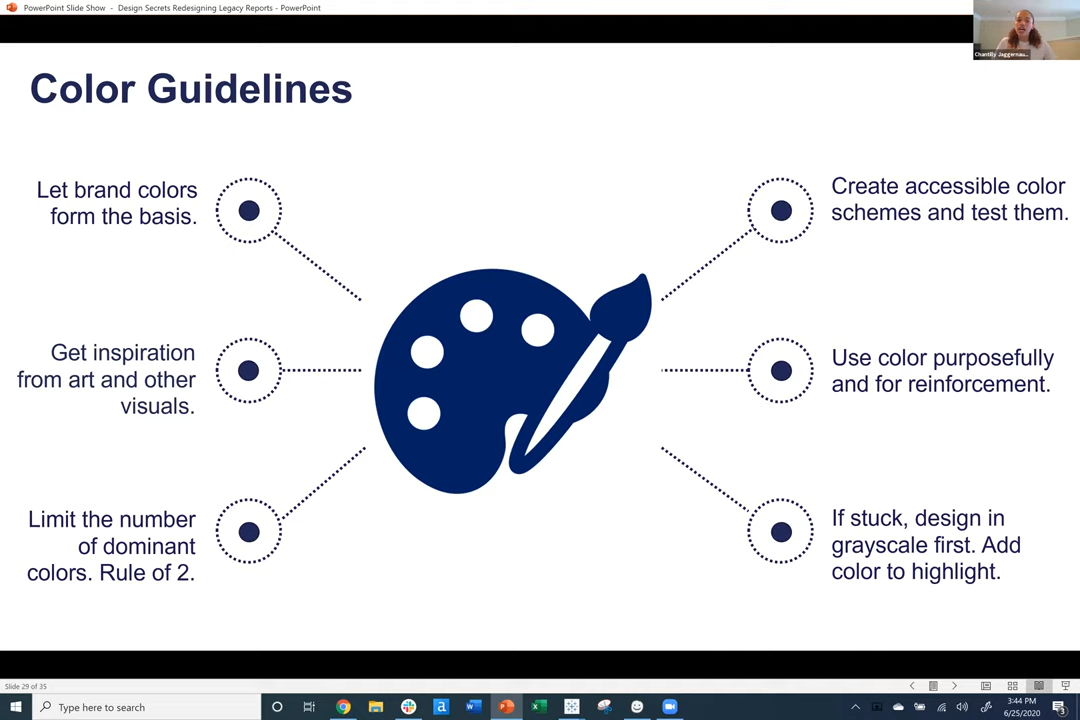 PowerPoint Slide Show - Design Secrets Redesigning Legacy Reports - PowerPoint
Chantilly Jaggernau...
Color Guidelines
Let brand colors
form the basis.
Get inspiration
from art and other
visuals.
Limit the number
of dominant
colors. Rule of 2.
Create accessible color
schemes and test them.
Use color purposefully
and for reinforcement.
If stuck, design in
grayscale first. Add
color to highlight.
Slide 29 of 35
Type here to search
3:44 PM
6/25/2020
3